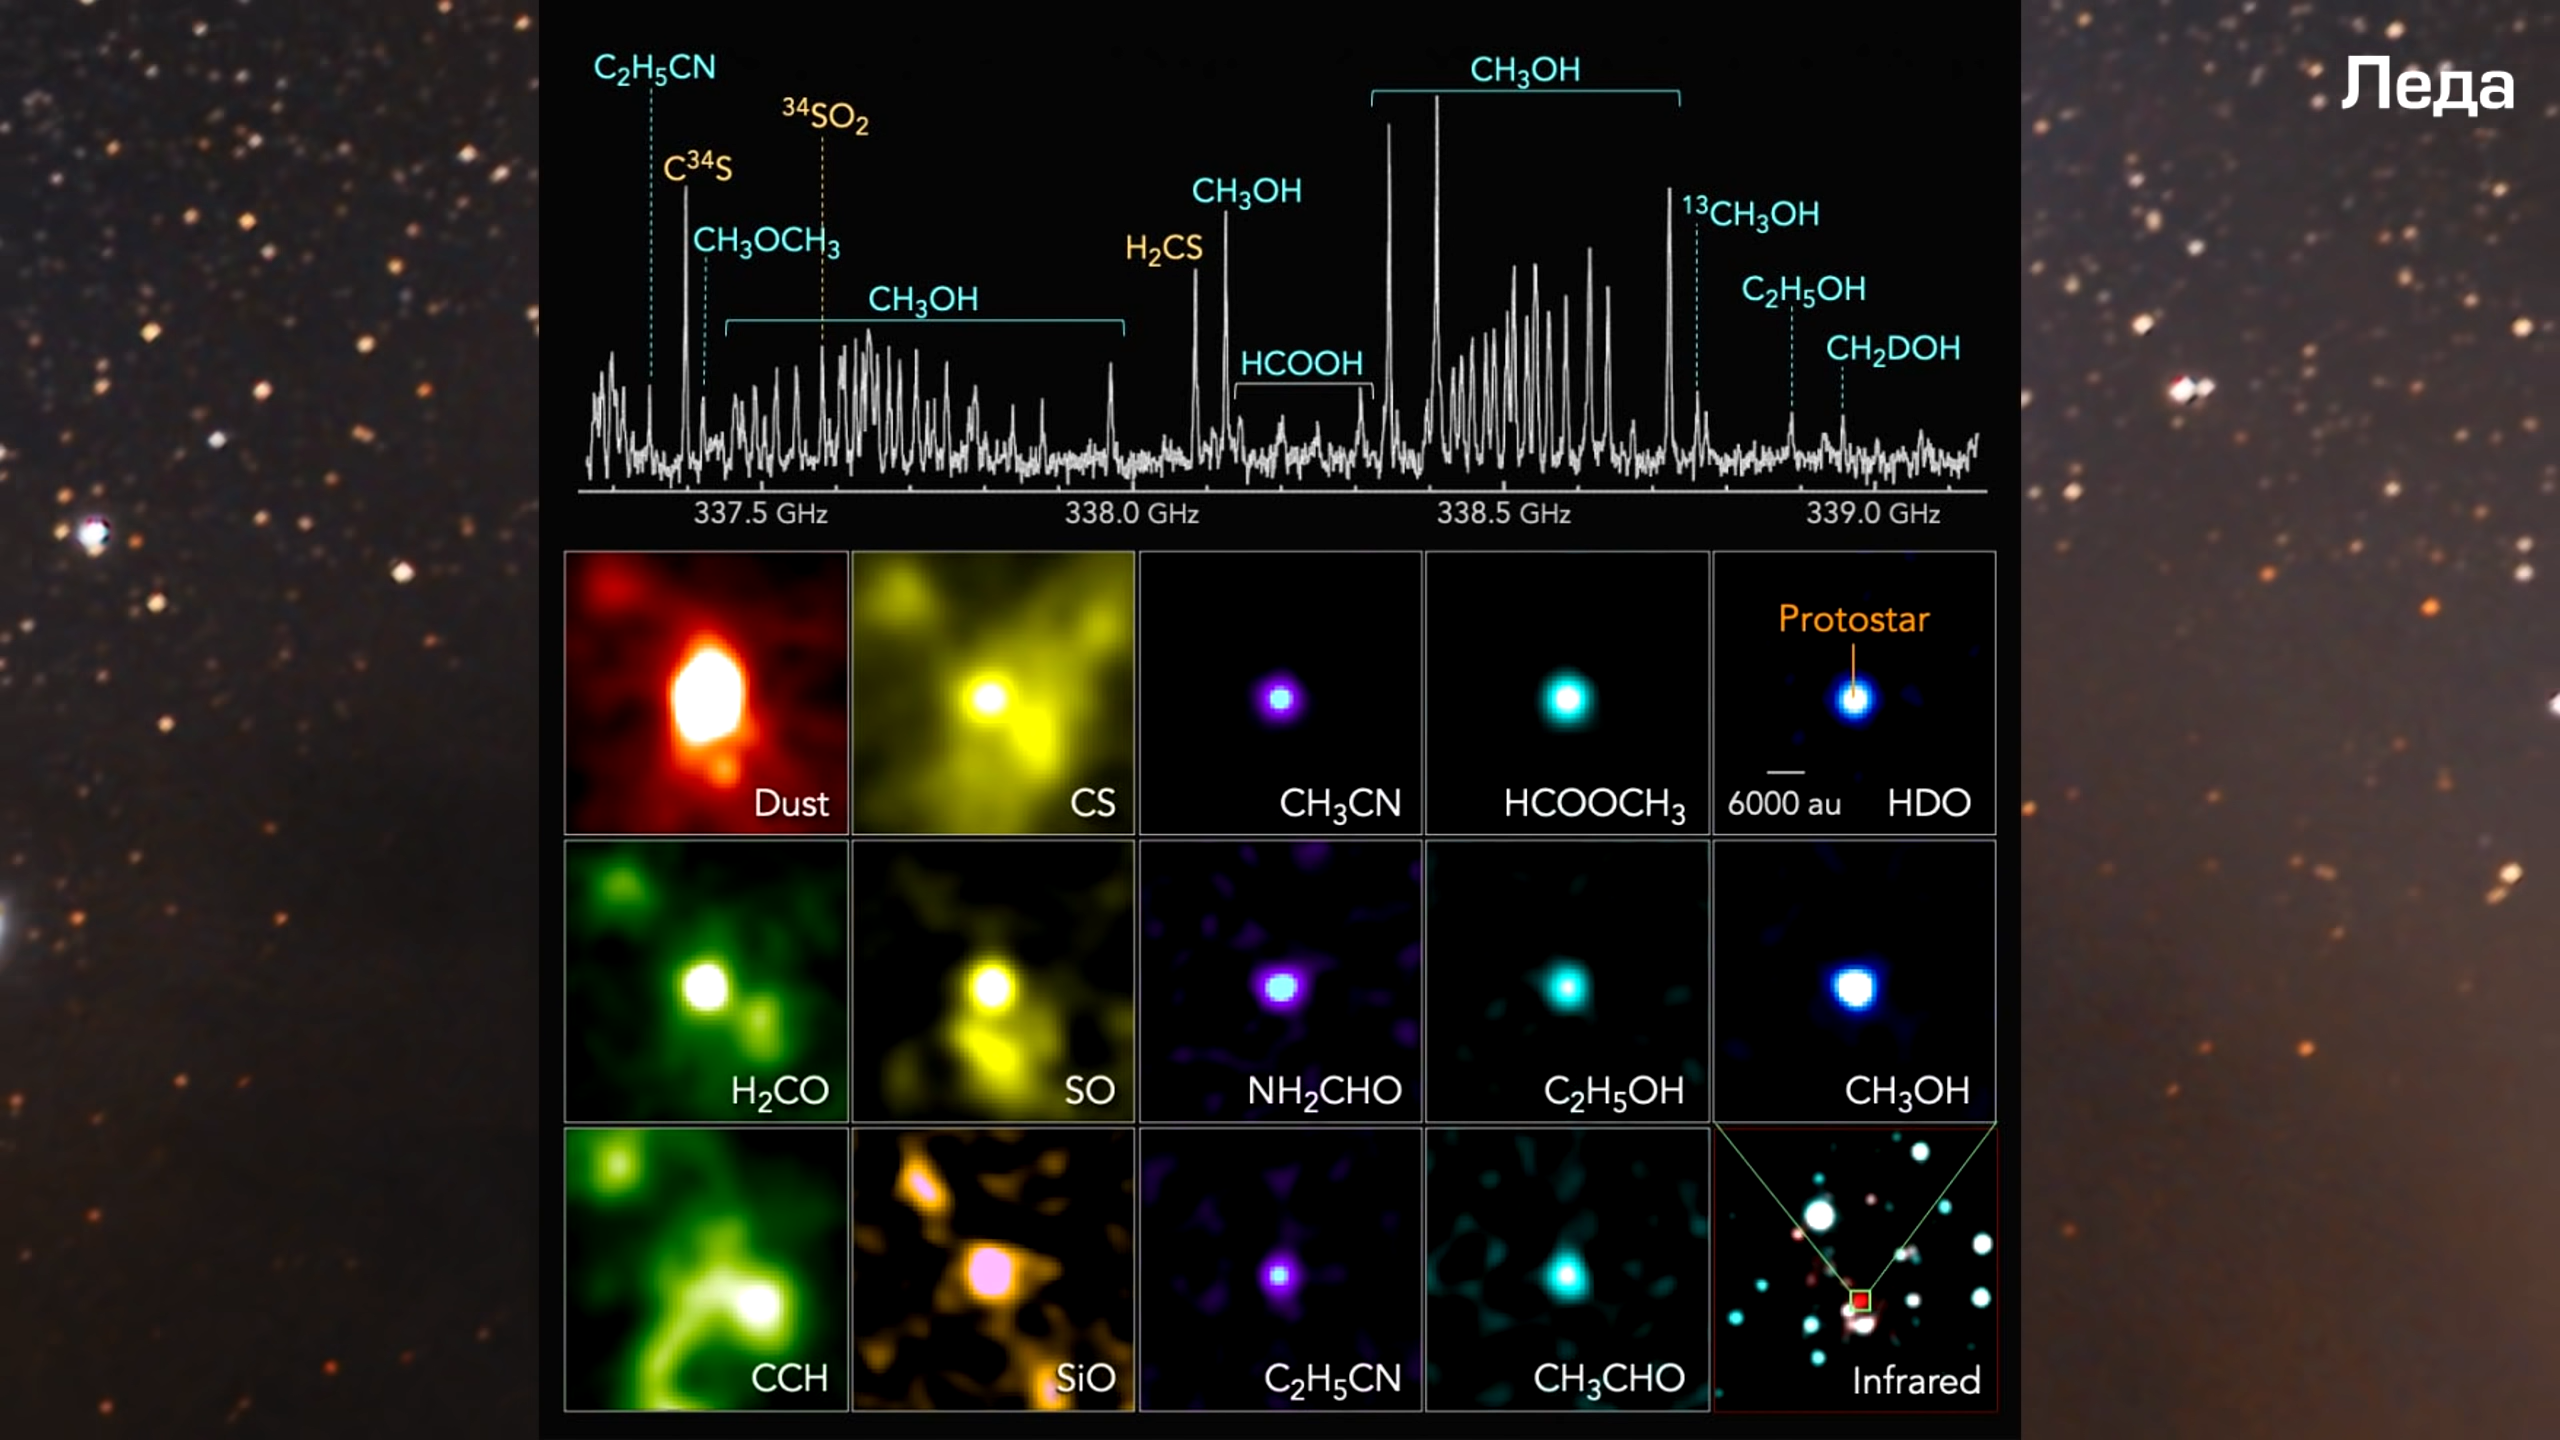 Леда
C₂H₅CN
CH₃OH
³⁴SO₂
C³⁴S
CH₃OH
¹³CH₃OH
CH₃OCH₃
H₂CS
C₂H₅OH
CH₃OH
CH₂DOH
HCOOH
337.5 GHz 338.0 GHz 338.5 GHz 339.0 GHz
Protostar
Dust CS CH₃CN HCOOCH₃ 6000 au HDO
H₂CO SO NH₂CHO C₂H₅OH CH₃OH
CCH SiO C₂H₅CN CH₃CHO Infrared